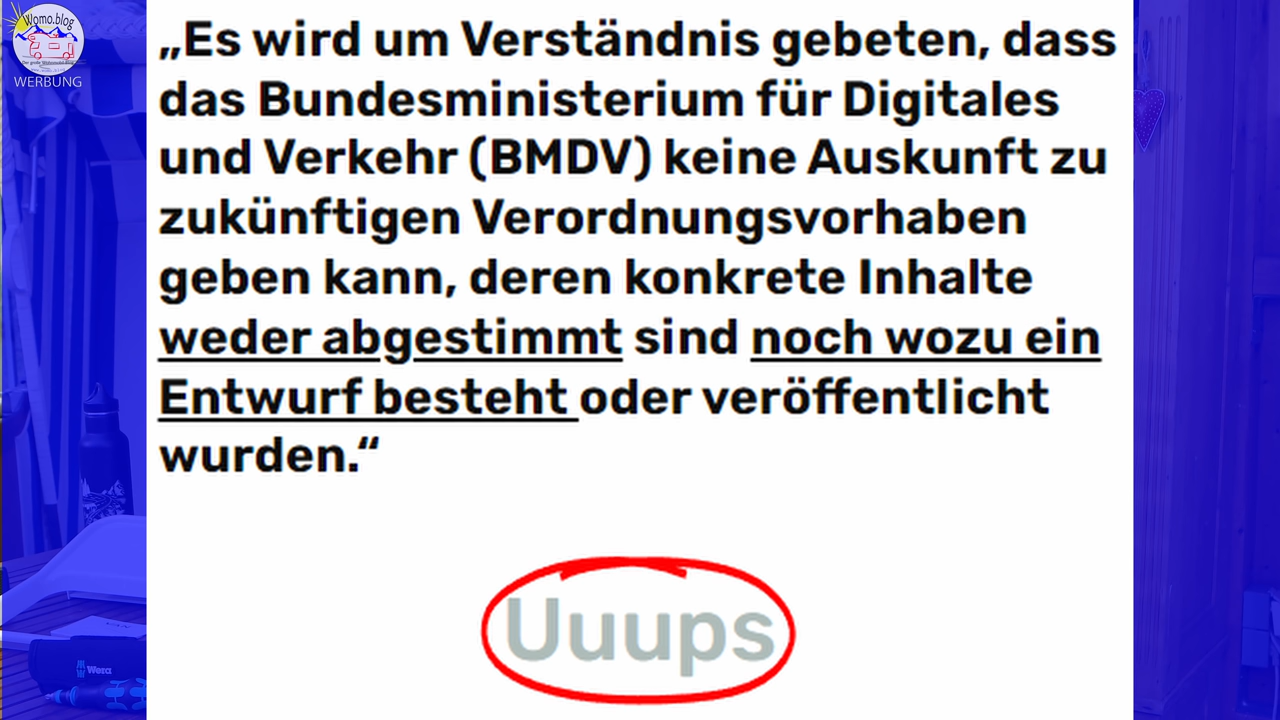 Womo.blog
WERBUNG
„Es wird um Verständnis gebeten, dass
das Bundesministerium für Digitales
und Verkehr (BMDV) keine Auskunft zu
zukünftigen Verordnungsvorhaben
geben kann, deren konkrete Inhalte
weder abgestimmt sind noch wozu ein
Entwurf besteht oder veröffentlicht
wurden.“
Uuups
Wera